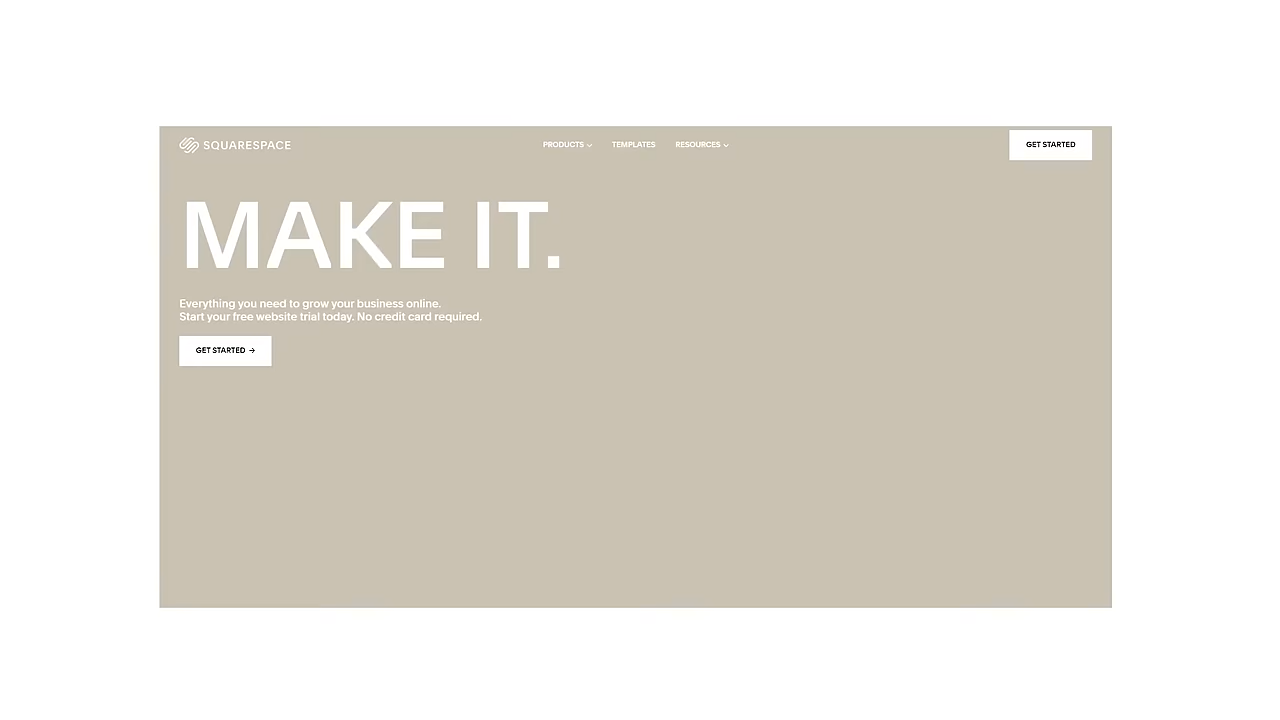 SQUARESPACE
PRODUCTS
TEMPLATES
RESOURCES
GET STARTED
MAKE IT.
Everything you need to grow your business online.
Start your free website trial today. No credit card required.
GET STARTED →